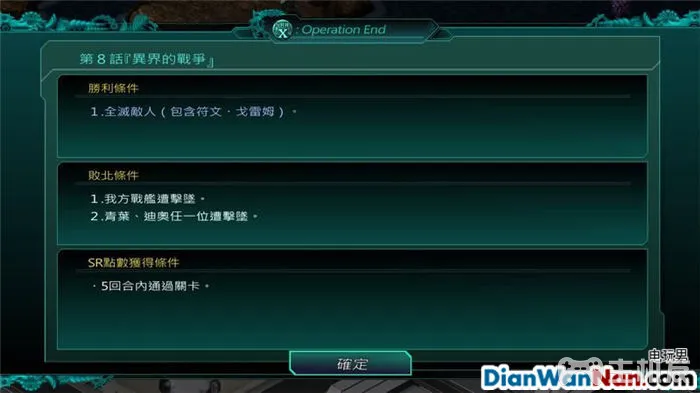 X : Operation End
第8話『異界的戰爭』
勝利條件
1.全滅敵人（包含符文．戈雷姆）。
敗北條件
1.我方戰艦遭擊墜。
2.青葉、迪奧任一位遭擊墜。
SR點數獲得條件
．5回合內通過關卡。
確定
电玩男
DianWanNan.com